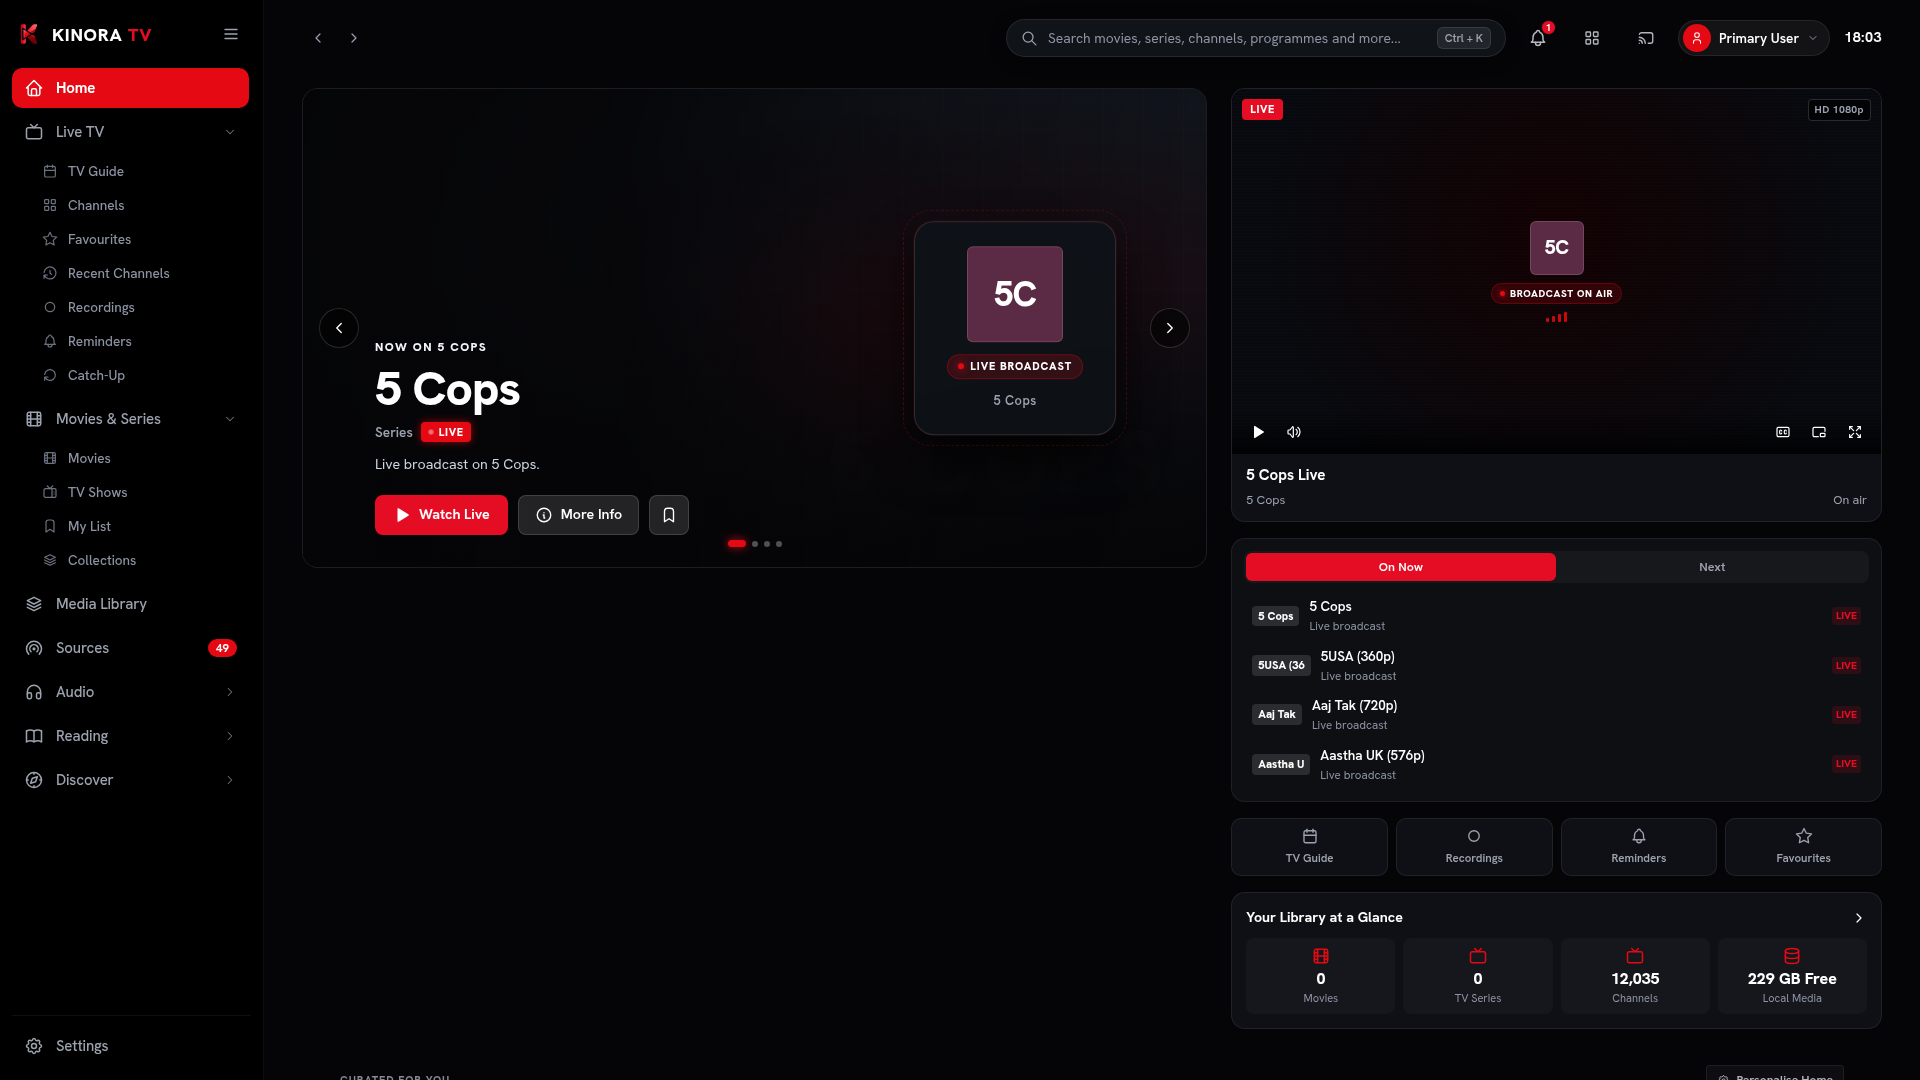 KINORA TV
Search movies, series, channels, programmes and more...
Ctrl + K
1
Primary User
18:03
Home
Live TV
TV Guide
Channels
Favourites
Recent Channels
Recordings
Reminders
Catch-Up
Movies & Series
Movies
TV Shows
My List
Collections
Media Library
Sources
49
Audio
Reading
Discover
Settings
NOW ON 5 COPS
5 Cops
Series
LIVE
Live broadcast on 5 Cops.
Watch Live
More Info
5C
LIVE BROADCAST
5 Cops
LIVE
HD 1080p
5C
BROADCAST ON AIR
5 Cops Live
5 Cops
On air
On Now
Next
5 Cops
5 Cops
Live broadcast
LIVE
5USA (36
5USA (360p)
Live broadcast
LIVE
Aaj Tak
Aaj Tak (720p)
Live broadcast
LIVE
Aastha U
Aastha UK (576p)
Live broadcast
LIVE
TV Guide
Recordings
Reminders
Favourites
Your Library at a Glance
0
Movies
0
TV Series
12,035
Channels
229 GB Free
Local Media
CURATED FOR YOU
Personalise Home